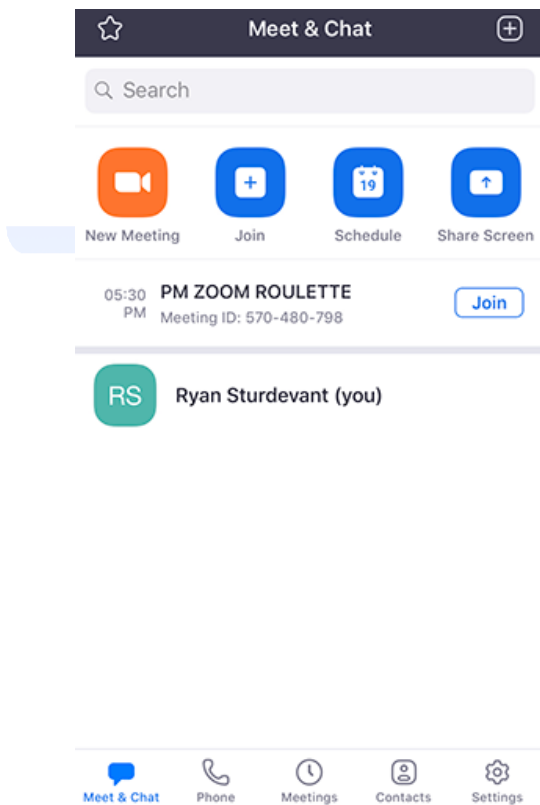 Meet & Chat
Search
19
New Meeting Join Schedule Share Screen
05:30 PM ZOOM ROULETTE
PM Meeting ID: 570-480-798
Join
RS Ryan Sturdevant (you)
Meet & Chat Phone Meetings Contacts Settings